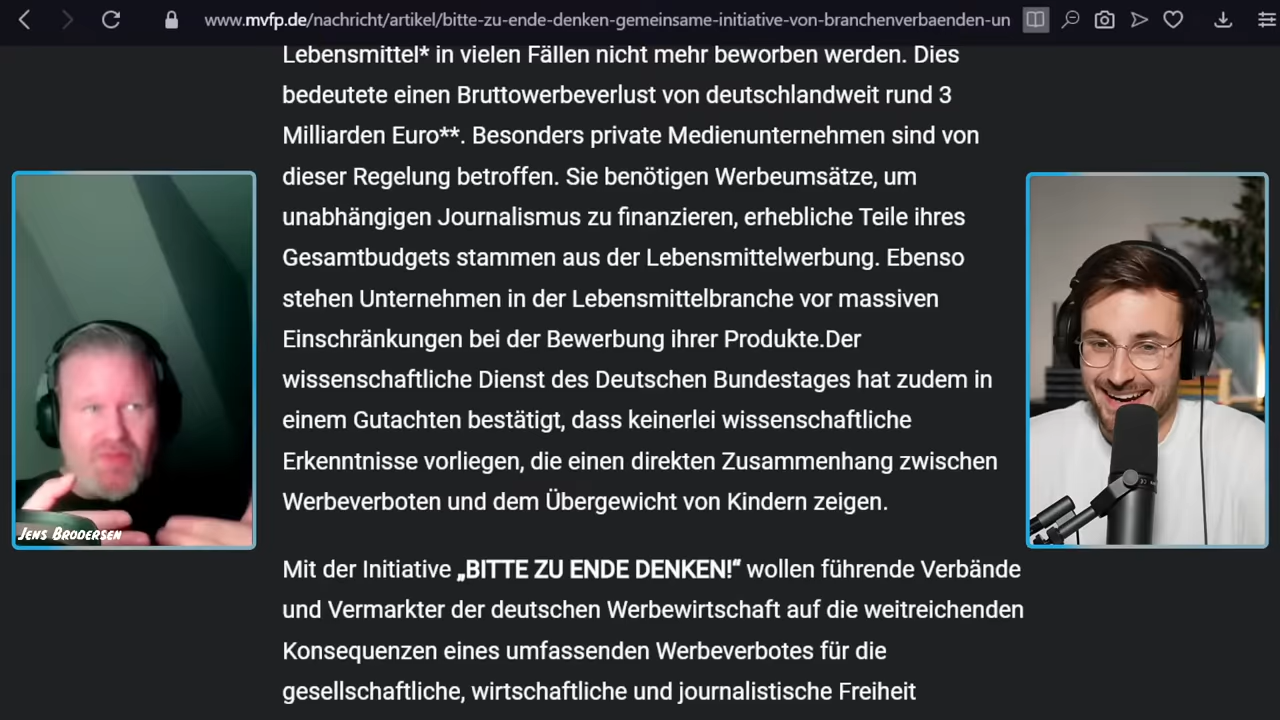 www.mvfp.de/nachricht/artikel/bitte-zu-ende-denken-gemeinsame-initiative-von-branchenverbaenden-un
Lebensmittel* in vielen Fällen nicht mehr beworben werden. Dies
bedeutete einen Bruttowerbeverlust von deutschlandweit rund 3
Milliarden Euro**. Besonders private Medienunternehmen sind von
dieser Regelung betroffen. Sie benötigen Werbeumsätze, um
unabhängigen Journalismus zu finanzieren, erhebliche Teile ihres
Gesamtbudgets stammen aus der Lebensmittelwerbung. Ebenso
stehen Unternehmen in der Lebensmittelbranche vor massiven
Einschränkungen bei der Bewerbung ihrer Produkte.Der
wissenschaftliche Dienst des Deutschen Bundestages hat zudem in
einem Gutachten bestätigt, dass keinerlei wissenschaftliche
Erkenntnisse vorliegen, die einen direkten Zusammenhang zwischen
Werbeverboten und dem Übergewicht von Kindern zeigen.
Mit der Initiative „BITTE ZU ENDE DENKEN!“ wollen führende Verbände
und Vermarkter der deutschen Werbewirtschaft auf die weitreichenden
Konsequenzen eines umfassenden Werbeverbotes für die
gesellschaftliche, wirtschaftliche und journalistische Freiheit
Jens Brodersen